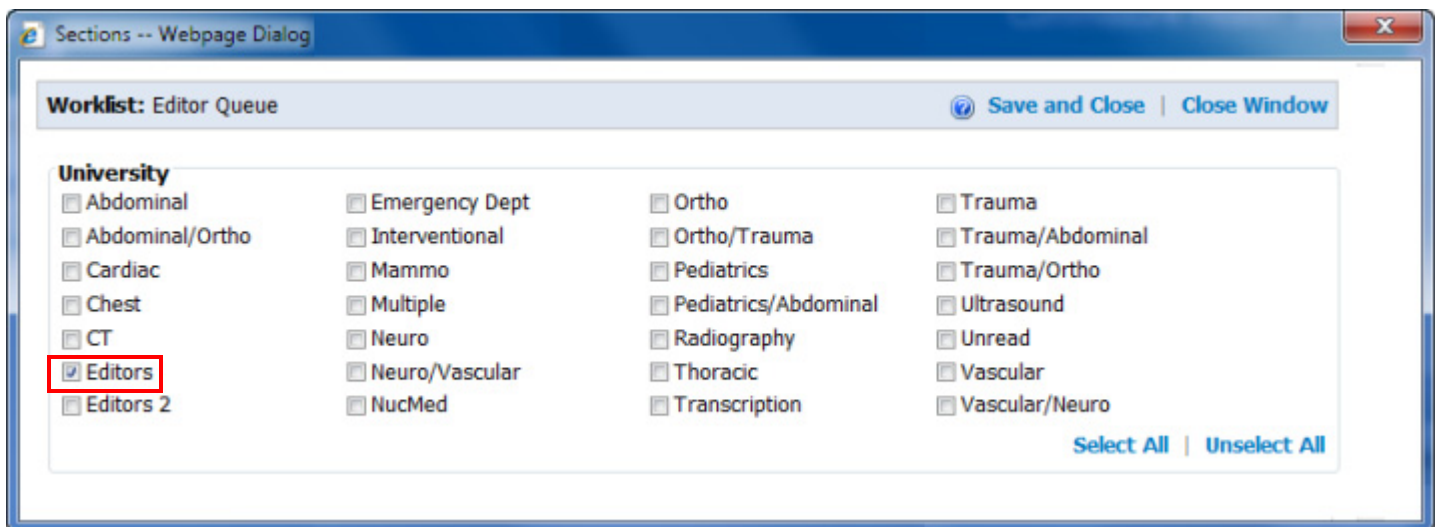 Sections -- Webpage Dialog
Worklist: Editor Queue Save and Close | Close Window
University
Abdominal Emergency Dept Ortho Trauma
Abdominal/Ortho Interventional Ortho/Trauma Trauma/Abdominal
Cardiac Mammo Pediatrics Trauma/Ortho
Chest Multiple Pediatrics/Abdominal Ultrasound
CT Neuro Radiography Unread
Editors Neuro/Vascular Thoracic Vascular
Editors 2 NucMed Transcription Vascular/Neuro
Select All | Unselect All